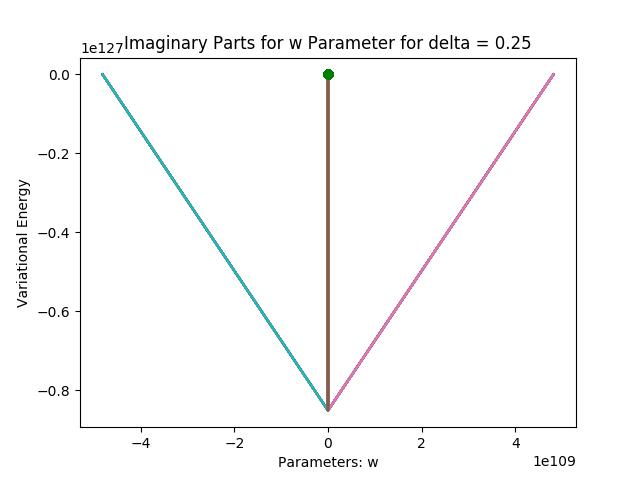 Imaginary Parts for w Parameter for delta = 0.25
1e127
0.0
−0.2
−0.4
−0.6
−0.8
Variational Energy
−4
−2
0
2
4
1e109
Parameters: w